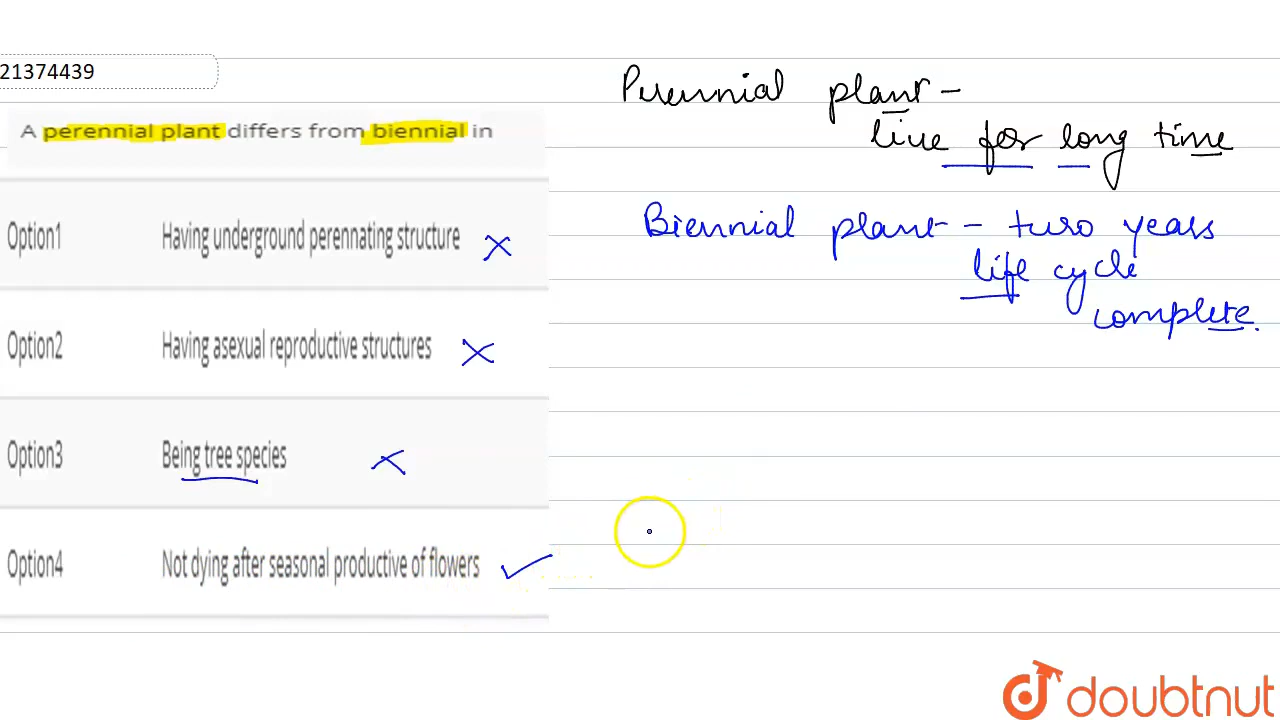 21374439
A perennial plant differs from biennial in
Option1 Having underground perennating structure
Option2 Having asexual reproductive structures
Option3 Being tree species
Option4 Not dying after seasonal productive of flowers
Perennial plant -
live for long time
Biennial plant - two years
life cycle
complete.
doubtnut